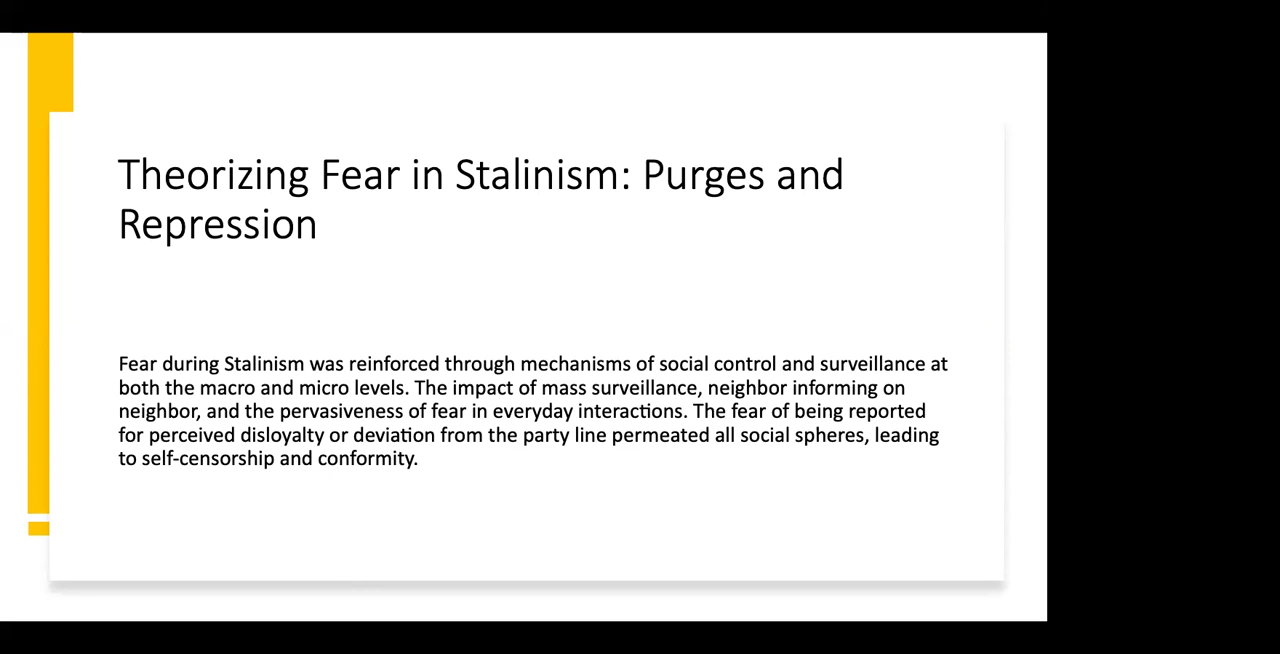 Theorizing Fear in Stalinism: Purges and
Repression
Fear during Stalinism was reinforced through mechanisms of social control and surveillance at
both the macro and micro levels. The impact of mass surveillance, neighbor informing on
neighbor, and the pervasiveness of fear in everyday interactions. The fear of being reported
for perceived disloyalty or deviation from the party line permeated all social spheres, leading
to self-censorship and conformity.